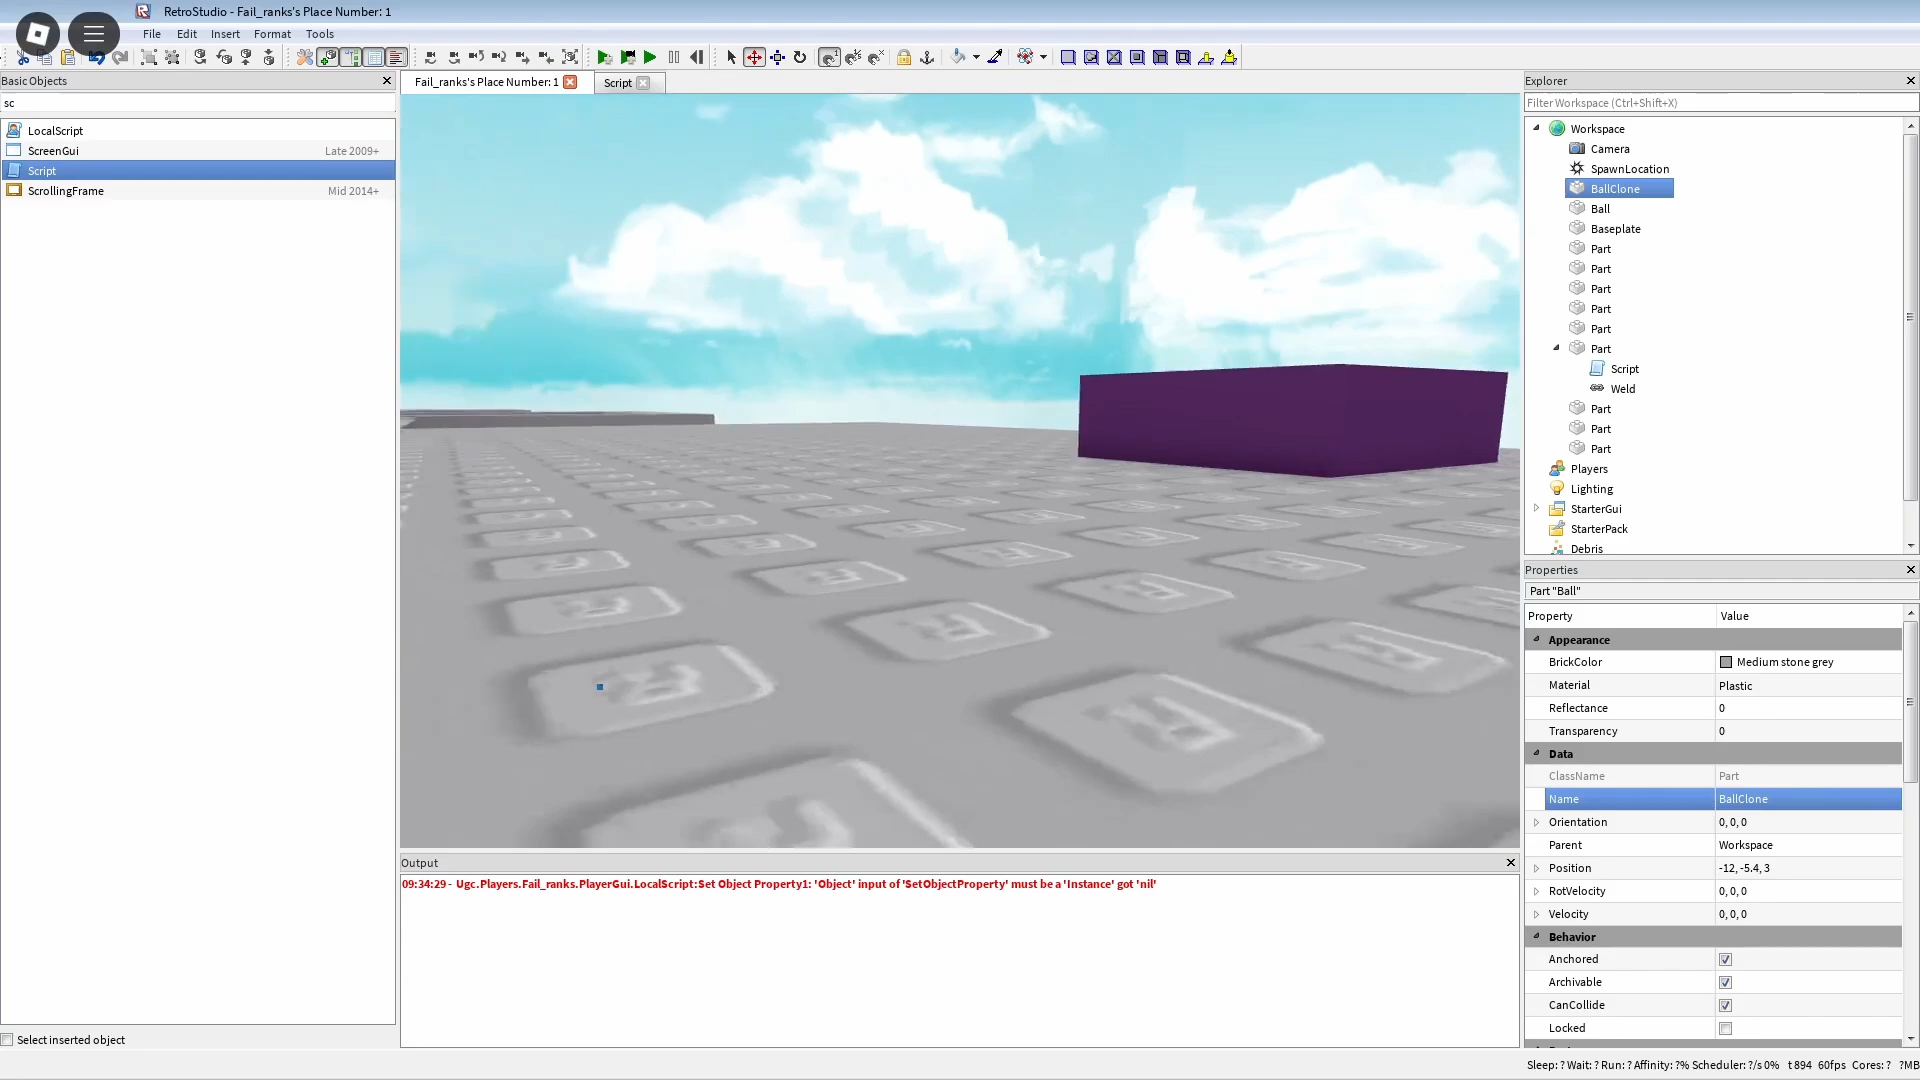 RetroStudio - Fail_ranks's Place Number: 1
File Edit Insert Format Tools
Basic Objects
sc
LocalScript
ScreenGui Late 2009+
Script
ScrollingFrame Mid 2014+
Select inserted object
Fail_ranks's Place Number: 1
Script
Output
09:34:29 - Ugc.Players.Fail_ranks.PlayerGui.LocalScript:Set Object Property1: 'Object' input of 'SetObjectProperty' must be a 'Instance' got 'nil'
Explorer
Filter Workspace (Ctrl+Shift+X)
Workspace
Camera
SpawnLocation
BallClone
Ball
Baseplate
Part
Part
Part
Part
Part
Part
Script
Weld
Part
Part
Part
Players
Lighting
StarterGui
StarterPack
Debris
Properties
Part "Ball"
Property Value
Appearance
BrickColor Medium stone grey
Material Plastic
Reflectance 0
Transparency 0
Data
ClassName Part
Name BallClone
Orientation 0, 0, 0
Parent Workspace
Position -12, -5.4, 3
RotVelocity 0, 0, 0
Velocity 0, 0, 0
Behavior
Anchored
Archivable
CanCollide
Locked
Sleep: ? Wait: ? Run: ? Affinity: ?% Scheduler: ?/s 0% t 894 60fps Cores: ? ?MB